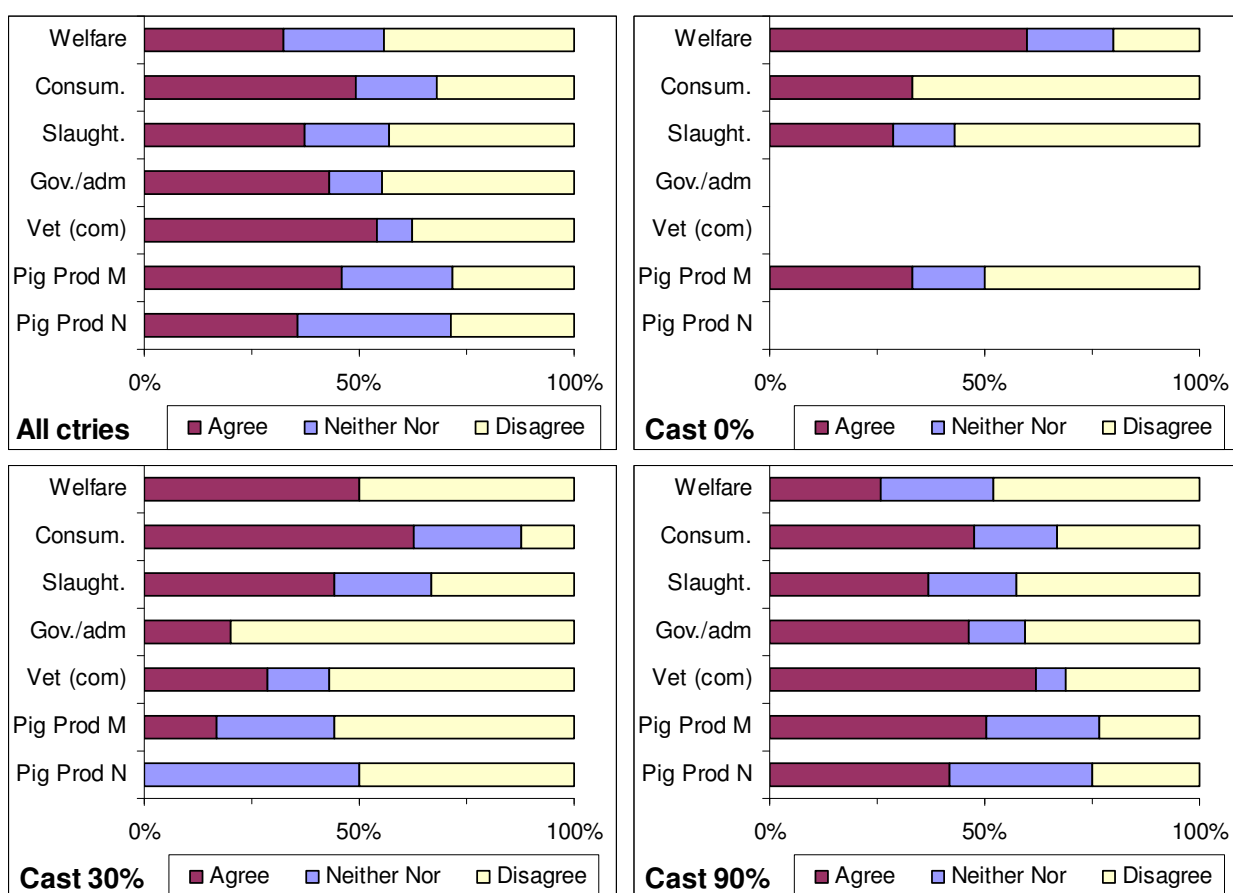 Welfare
Consum.
Slaught.
Gov./adm
Vet (com)
Pig Prod M
Pig Prod N
0% 50% 100%
All ctries Agree Neither Nor Disagree
Welfare
Consum.
Slaught.
Gov./adm
Vet (com)
Pig Prod M
Pig Prod N
0% 50% 100%
Cast 0% Agree Neither Nor Disagree
Welfare
Consum.
Slaught.
Gov./adm
Vet (com)
Pig Prod M
Pig Prod N
0% 50% 100%
Cast 30% Agree Neither Nor Disagree
Welfare
Consum.
Slaught.
Gov./adm
Vet (com)
Pig Prod M
Pig Prod N
0% 50% 100%
Cast 90% Agree Neither Nor Disagree